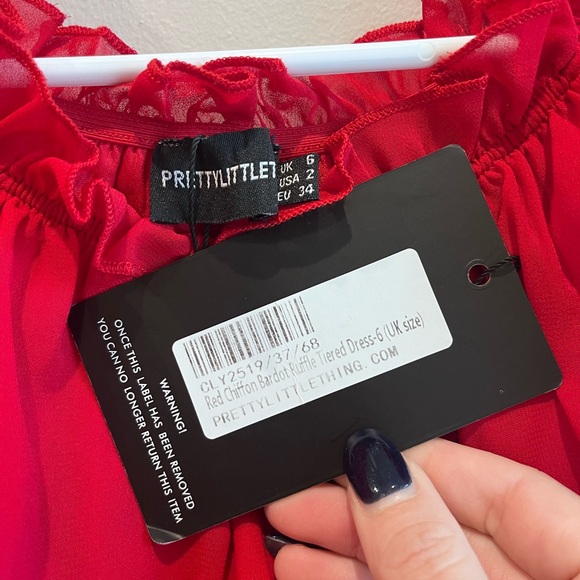 PRETTYLITTLET
UK 6
USA 2
EU 34
CLY2519/37/68
Red Chiffon Bardot Ruffle Tiered Dress-6 (UK size)
PRETTYLITTLETHING.COM
WARNING!
ONCE THIS LABEL HAS BEEN REMOVED
YOU CAN NO LONGER RETURN THIS ITEM